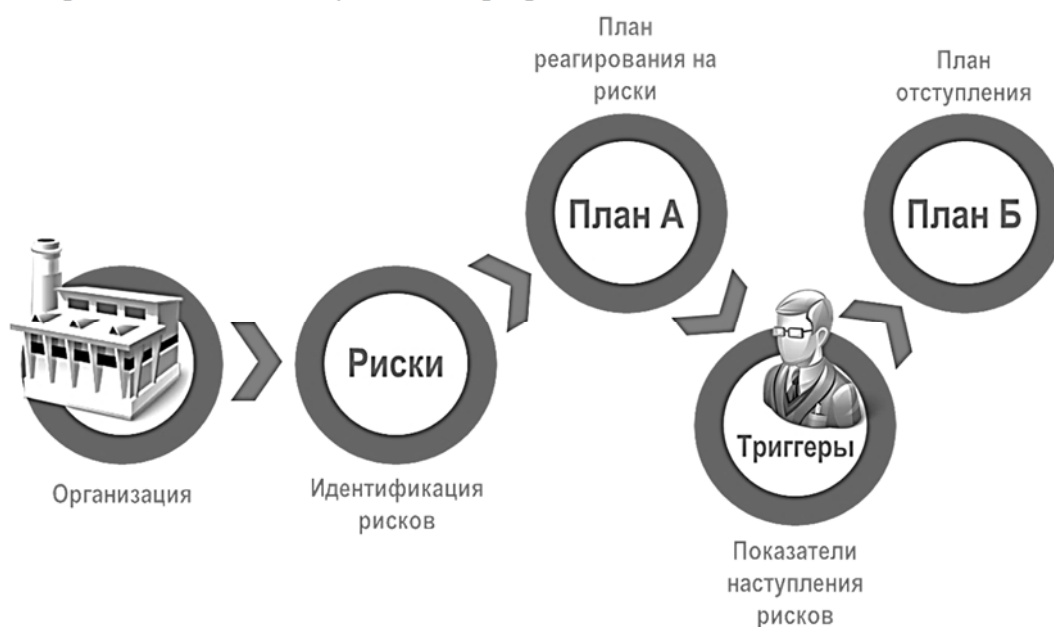 Организация
Риски
Идентификация
рисков
План
реагирования на
риски
План А
Триггеры
Показатели
наступления
рисков
План
отступления
План Б